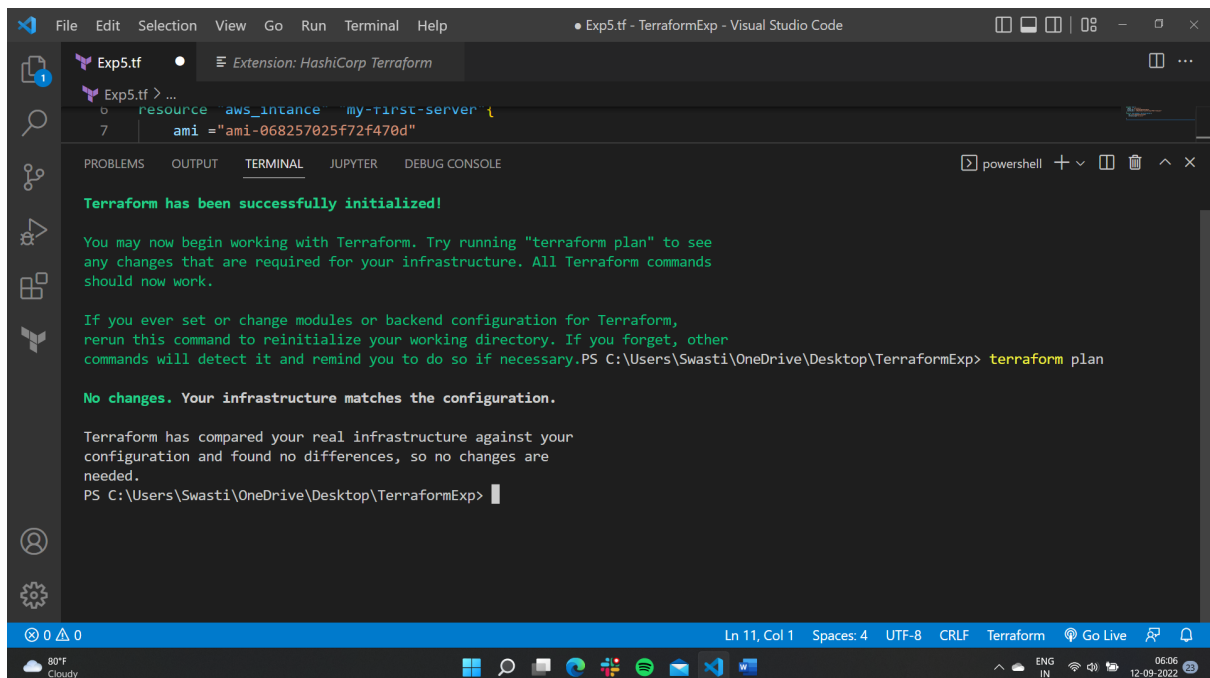 File Edit Selection View Go Run Terminal Help ● Exp5.tf - TerraformExp - Visual Studio Code
Exp5.tf ● Extension: HashiCorp Terraform
1
Exp5.tf > ...
6 resource "aws_intance" "my-first-server"{
7 ami ="ami-068257025f72f470d"
PROBLEMS OUTPUT TERMINAL JUPYTER DEBUG CONSOLE powershell
Terraform has been successfully initialized!
You may now begin working with Terraform. Try running "terraform plan" to see
any changes that are required for your infrastructure. All Terraform commands
should now work.
If you ever set or change modules or backend configuration for Terraform,
rerun this command to reinitialize your working directory. If you forget, other
commands will detect it and remind you to do so if necessary.PS C:\Users\Swasti\OneDrive\Desktop\TerraformExp> terraform plan
No changes. Your infrastructure matches the configuration.
Terraform has compared your real infrastructure against your
configuration and found no differences, so no changes are
needed.
PS C:\Users\Swasti\OneDrive\Desktop\TerraformExp>
0 0 Ln 11, Col 1 Spaces: 4 UTF-8 CRLF Terraform Go Live
80°F
Cloudy
ENG
IN
06:06
12-09-2022
23